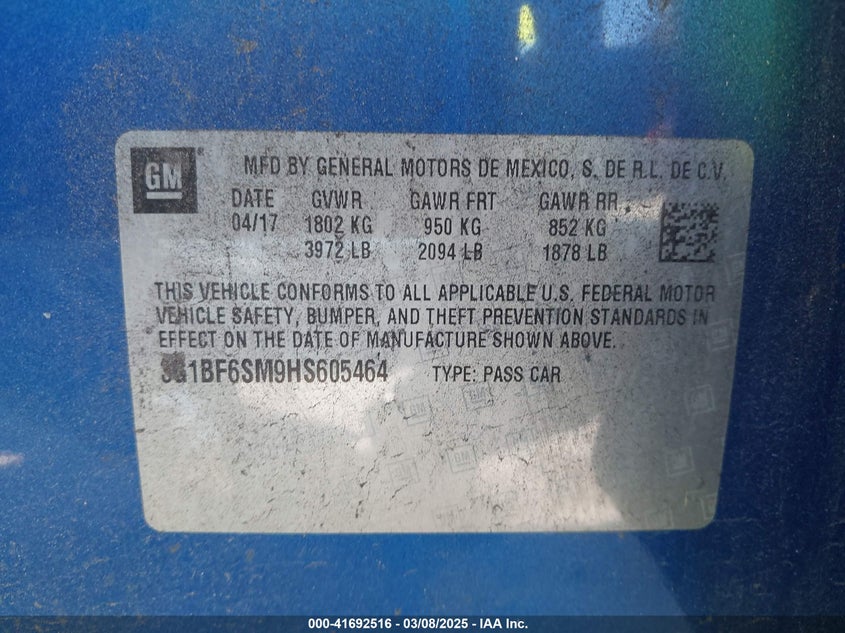 GM ®
MFD BY GENERAL MOTORS DE MEXICO, S. DE R.L. DE C.V.
DATE GVWR GAWR FRT GAWR RR
04/17 1802 KG 950 KG 852 KG
3972 LB 2094 LB 1878 LB
THIS VEHICLE CONFORMS TO ALL APPLICABLE U.S. FEDERAL MOTOR
VEHICLE SAFETY, BUMPER, AND THEFT PREVENTION STANDARDS IN
EFFECT ON THE DATE OF MANUFACTURE SHOWN ABOVE.
3G1BF6SM9HS605464 TYPE: PASS CAR
000-41692516 - 03/08/2025 - IAA Inc.